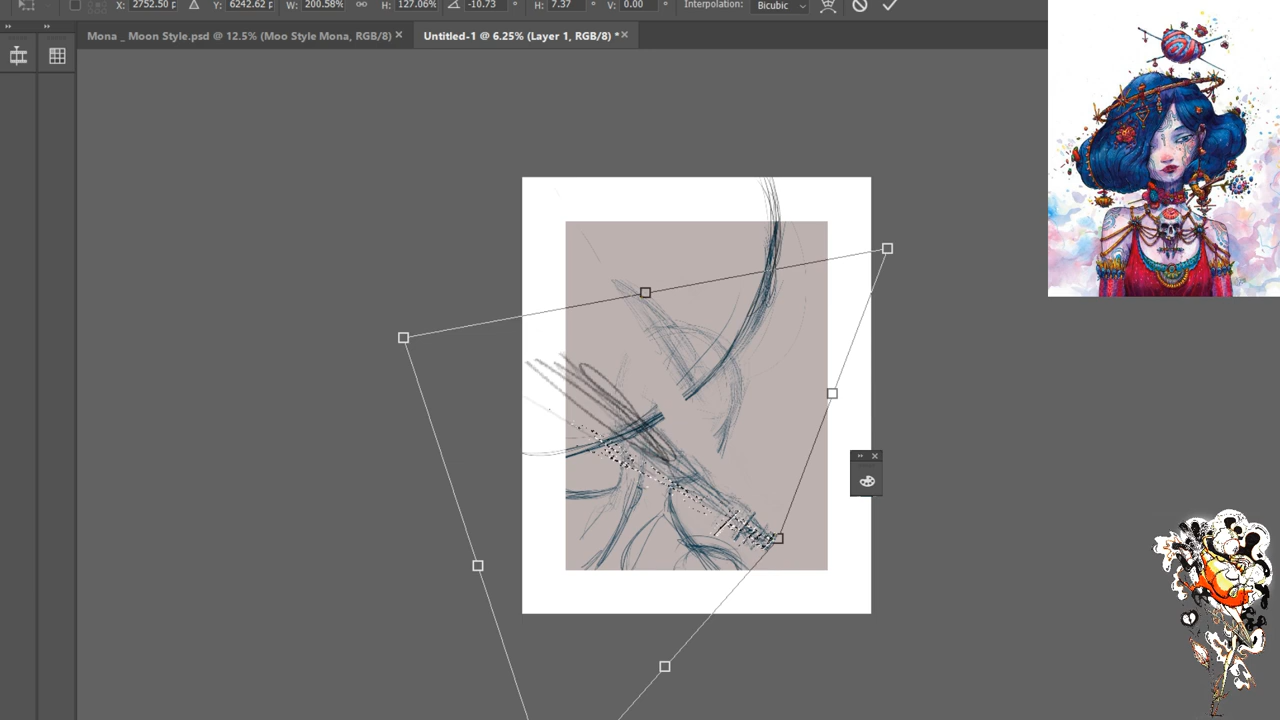 X: 2752.50 p Y: 6242.62 p W: 200.58% H: 127.06% -10.73 ° H: 7.37 ° V: 0.00 ° Interpolation: Bicubic
Mona _ Moon Style.psd @ 12.5% (Moo Style Mona, RGB/8) × Untitled-1 @ 6.25% (Layer 1, RGB/8) * ×